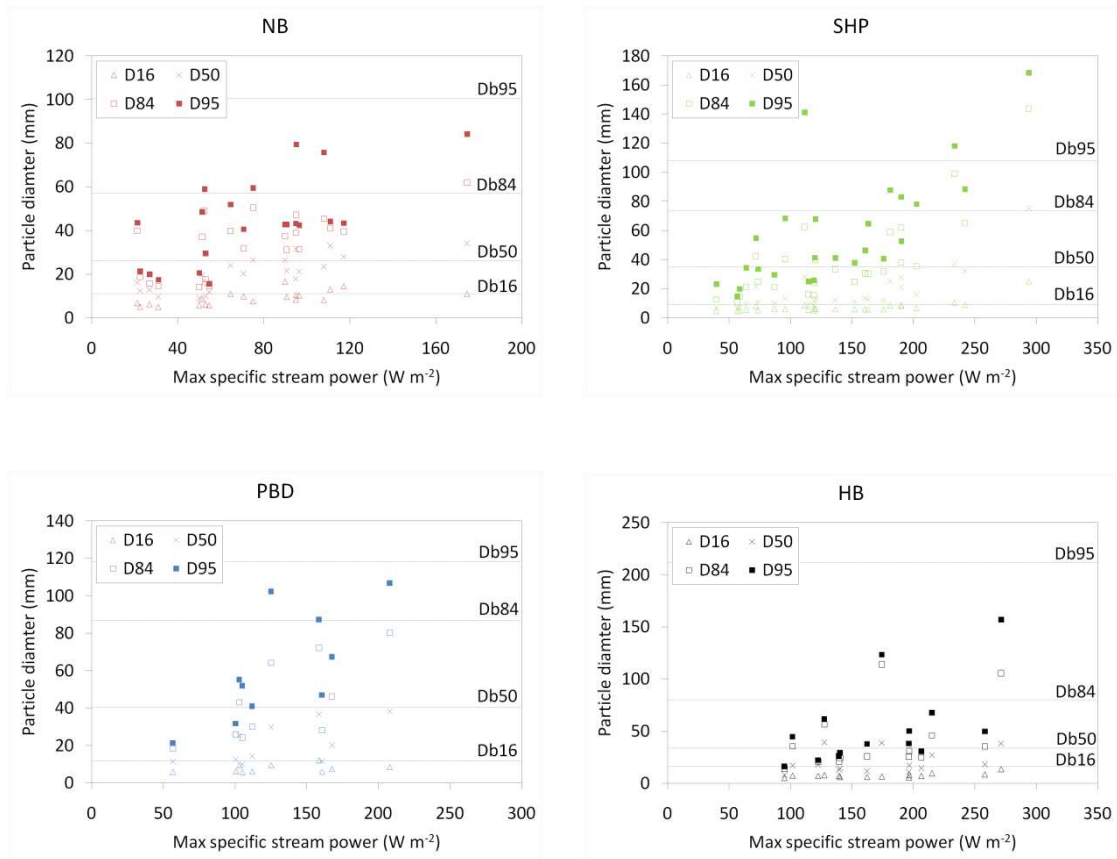 NB
120
100
80
60
40
20
0
Particle diamter (mm)
△ D16 × D50
□ D84 ■ D95
Db95
Db84
Db50
Db16
0 40 80 120 160 200
Max specific stream power (W m⁻²)
SHP
180
160
140
120
100
80
60
40
20
0
Particle diamter (mm)
△ D16 × D50
□ D84 ■ D95
Db95
Db84
Db50
Db16
0 50 100 150 200 250 300 350
Max specific stream power (W m⁻²)
PBD
140
120
100
80
60
40
20
0
Particle diamter (mm)
△ D16 × D50
□ D84 ■ D95
Db95
Db84
Db50
Db16
0 50 100 150 200 250 300
Max specific stream power (W m⁻²)
HB
250
200
150
100
50
0
Particle diamter (mm)
△ D16 × D50
□ D84 ■ D95
Db95
Db84
Db50
Db16
0 50 100 150 200 250 300 350
Max specific stream power (W m⁻²)